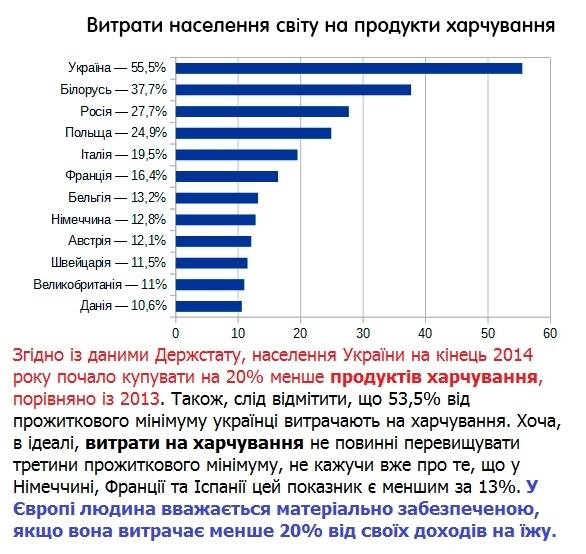 Витрати населення світу на продукти харчування
Україна — 55,5%
Білорусь — 37,7%
Росія — 27,7%
Польща — 24,9%
Італія — 19,5%
Франція — 16,4%
Бельгія — 13,2%
Німеччина — 12,8%
Австрія — 12,1%
Швейцарія — 11,5%
Великобританія — 11%
Данія — 10,6%
0 10 20 30 40 50 60
Згідно із даними Держстату, населення України на кінець 2014
року почало купувати на 20% менше продуктів харчування,
порівняно із 2013. Також, слід відмітити, що 53,5% від
прожиткового мінімуму українці витрачають на харчування. Хоча,
в ідеалі, витрати на харчування не повинні перевищувати
третини прожиткового мінімуму, не кажучи вже про те, що у
Німеччині, Франції та Іспанії цей показник є меншим за 13%. У
Європі людина вважається матеріально забезпеченою,
якщо вона витрачає менше 20% від своїх доходів на їжу.